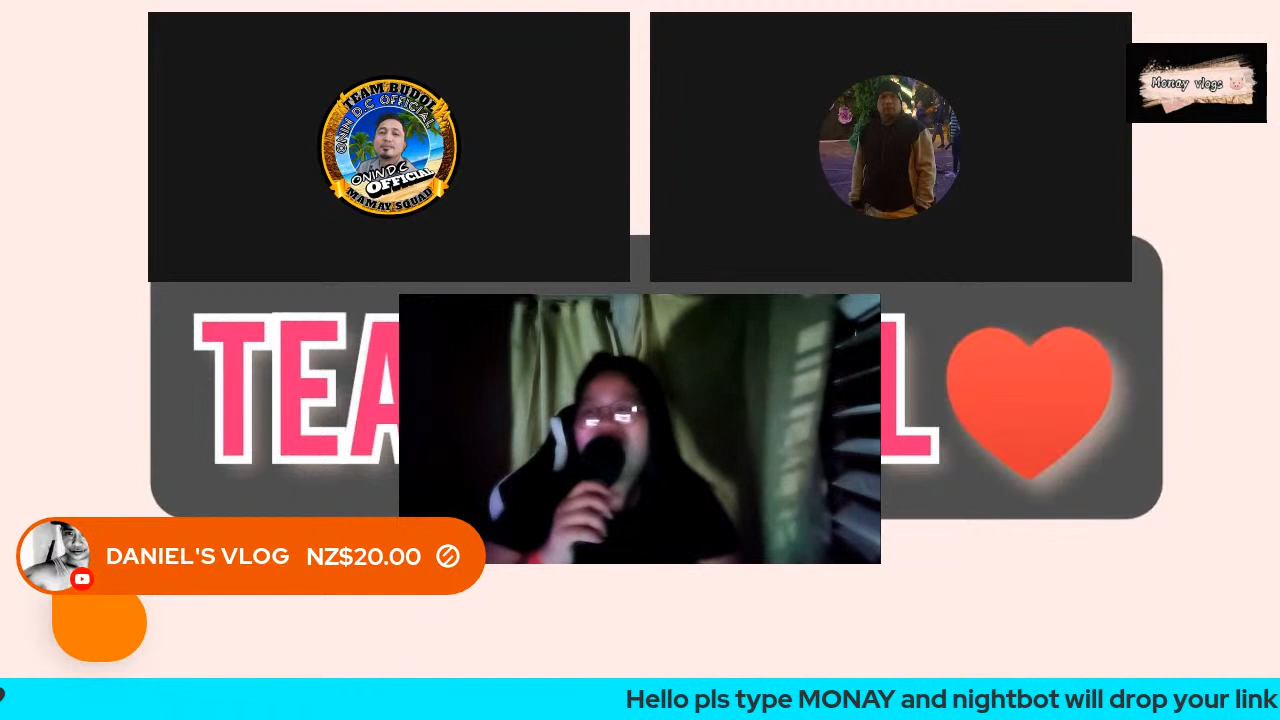 TEAM BUDOL
ONIN D.C OFFICIAL
ONIN D C
OFFICIAL
MAMAY SQUAD
Monay vlogs
TEA
L
DANIEL'S VLOG NZ$20.00
Hello pls type MONAY and nightbot will drop your link